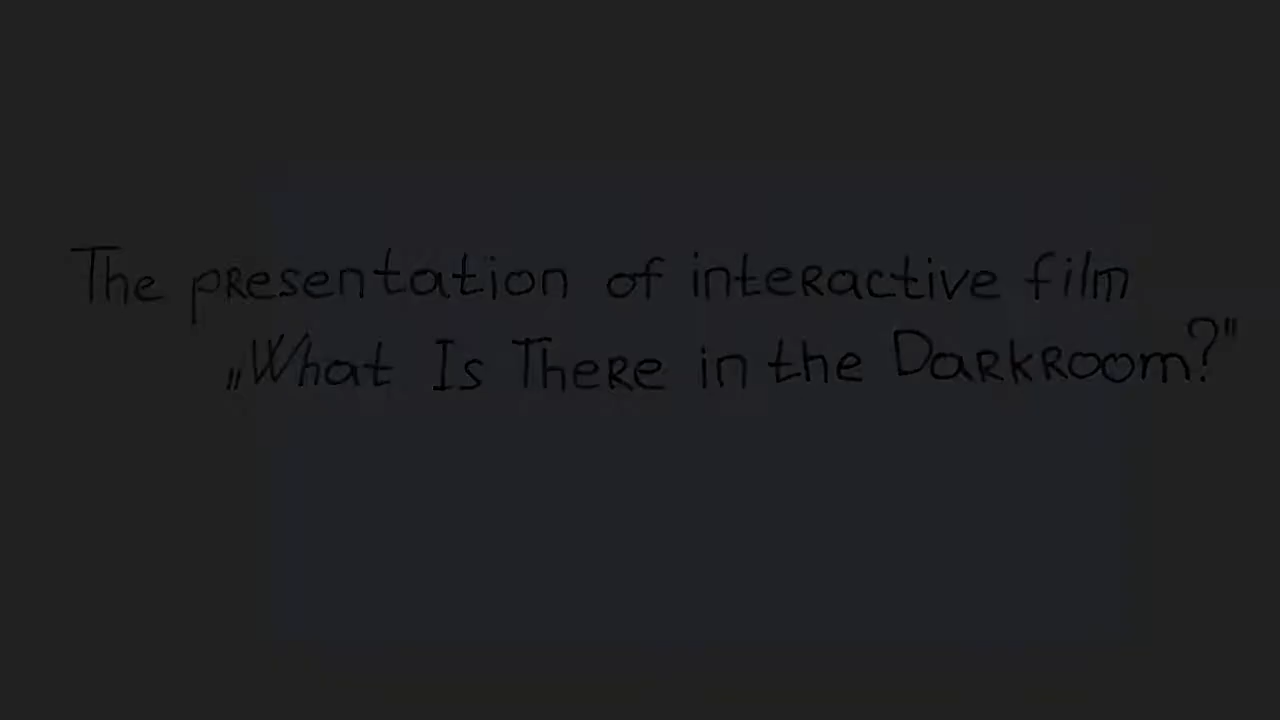 The presentation of interactive film
„What Is There in the Darkroom?"